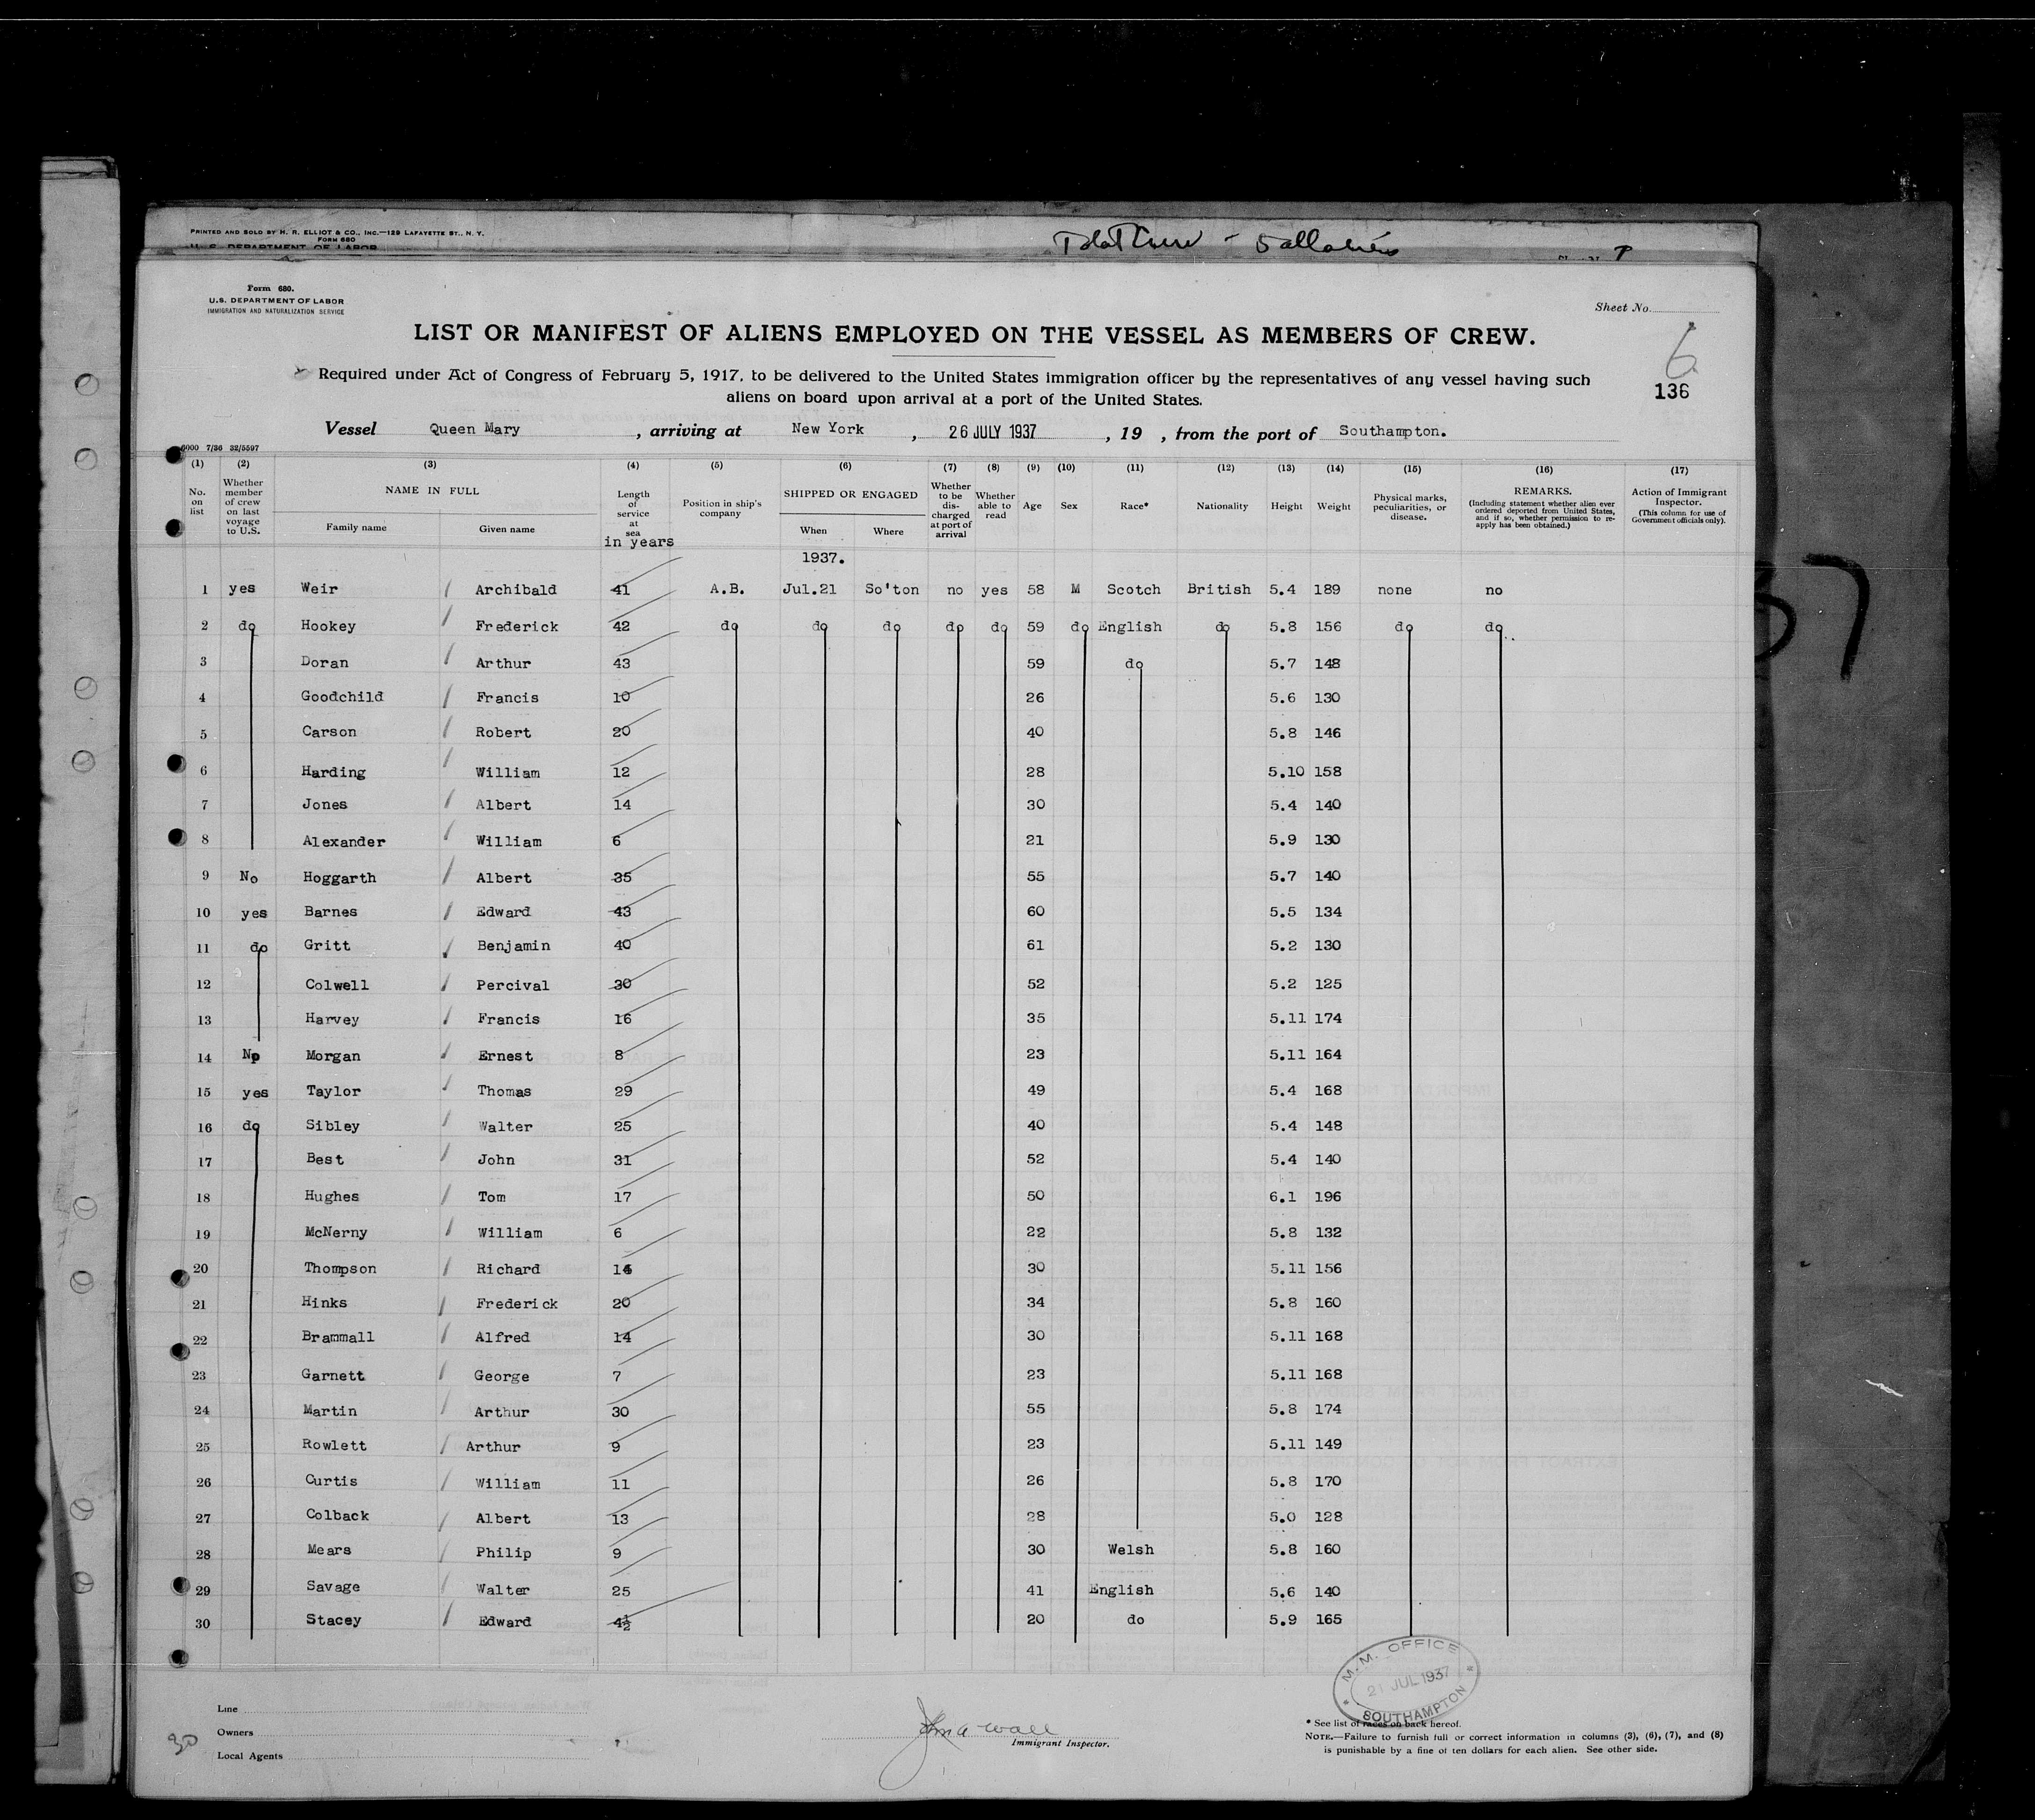 PRINTED AND SOLD BY H. R. ELLIOT & CO., INC.—129 LAFAYETTE ST., N. Y.
FORM 680
U. S. DEPARTMENT OF LABOR
Form 680.
U.S. DEPARTMENT OF LABOR
IMMIGRATION AND NATURALIZATION SERVICE
Sheet No.
LIST OR MANIFEST OF ALIENS EMPLOYED ON THE VESSEL AS MEMBERS OF CREW.
6
136
Required under Act of Congress of February 5, 1917, to be delivered to the United States immigration officer by the representatives of any vessel having such
aliens on board upon arrival at a port of the United States.
Vessel Queen Mary , arriving at New York , 26 JULY 1937 , 19 , from the port of Southampton.
6000 7/36 32/5597
(1) (2) (3) (4) (5) (6) (7) (8) (9) (10) (11) (12) (13) (14) (15) (16) (17)
No. on list
Whether member of crew on last voyage to U.S.
NAME IN FULL
Family name Given name
Length of service at sea
in years
Position in ship's company
SHIPPED OR ENGAGED
When Where
Whether to be discharged at port of arrival
Whether able to read
Age
Sex
Race*
Nationality
Height
Weight
Physical marks, peculiarities, or disease.
REMARKS.
(Including statement whether alien ever ordered deported from United States, and if so, whether permission to re-apply has been obtained.)
Action of Immigrant Inspector.
(This column for use of Government officials only).
1937.
1 yes Weir Archibald 41 A.B. Jul.21 So'ton no yes 58 M Scotch British 5.4 189 none no
2 do Hookey Frederick 42 do do do do do 59 do English do 5.8 156 do do
3 Doran Arthur 43 59 do 5.7 148
4 Goodchild Francis 10 26 5.6 130
5 Carson Robert 20 40 5.8 146
6 Harding William 12 28 5.10 158
7 Jones Albert 14 30 5.4 140
8 Alexander William 6 21 5.9 130
9 No Hoggarth Albert 35 55 5.7 140
10 yes Barnes Edward 43 60 5.5 134
11 do Gritt Benjamin 40 61 5.2 130
12 Colwell Percival 30 52 5.2 125
13 Harvey Francis 16 35 5.11 174
14 No Morgan Ernest 8 23 5.11 164
15 yes Taylor Thomas 29 49 5.4 168
16 do Sibley Walter 25 40 5.4 148
17 Best John 31 52 5.4 140
18 Hughes Tom 17 50 6.1 196
19 McNerny William 6 22 5.8 132
20 Thompson Richard 14 30 5.11 156
21 Hinks Frederick 20 34 5.8 160
22 Brammall Alfred 14 30 5.11 168
23 Garnett George 7 23 5.11 168
24 Martin Arthur 30 55 5.8 174
25 Rowlett Arthur 9 23 5.11 149
26 Curtis William 11 26 5.8 170
27 Colback Albert 13 28 5.0 128
28 Mears Philip 9 30 Welsh 5.8 160
29 Savage Walter 25 41 English 5.6 140
30 Stacey Edward 4½ 20 do 5.9 165
M. M. OFFICE
21 JUL 1937
SOUTHAMPTON
Line
Owners
Local Agents
30
Immigrant Inspector.
* See list of races on back hereof.
NOTE.—Failure to furnish full or correct information in columns (3), (6), (7), and (8)
is punishable by a fine of ten dollars for each alien. See other side.